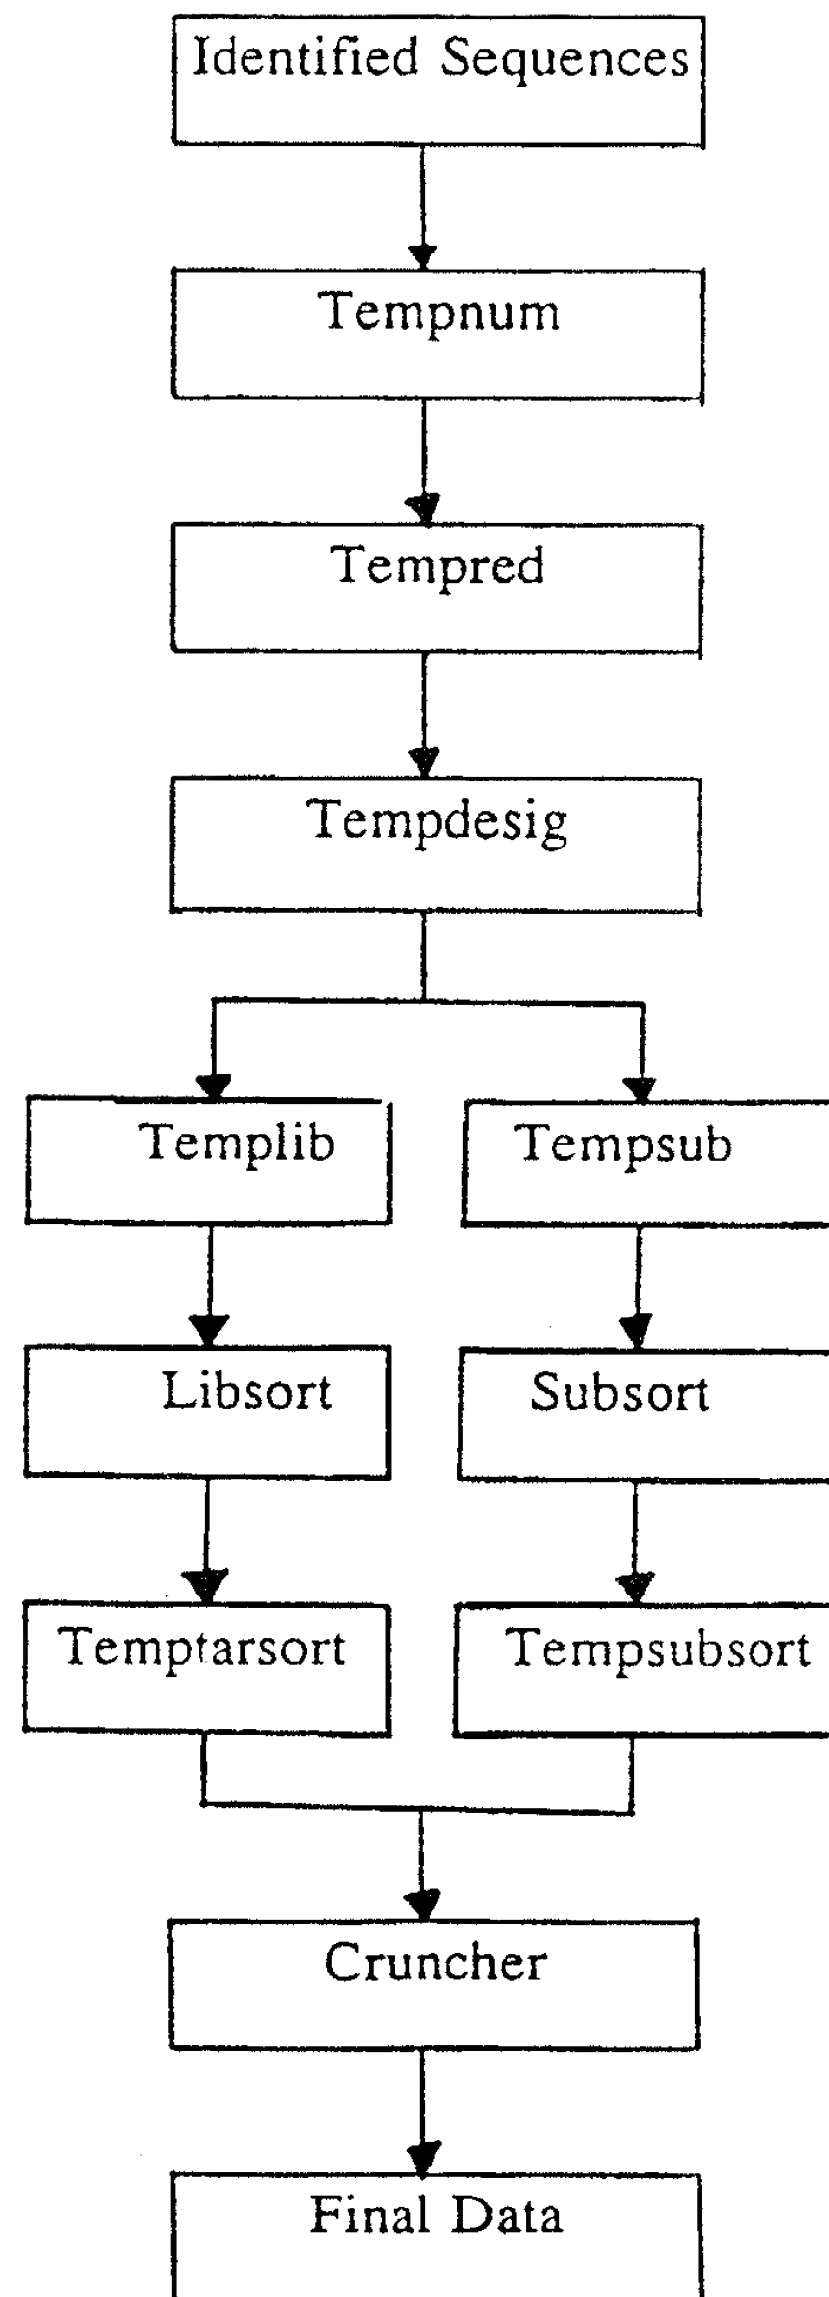 Identified Sequences
Tempnum
Tempred
Tempdesig
Templib
Tempsub
Libsort
Subsort
Temptarsort
Tempsubsort
Cruncher
Final Data